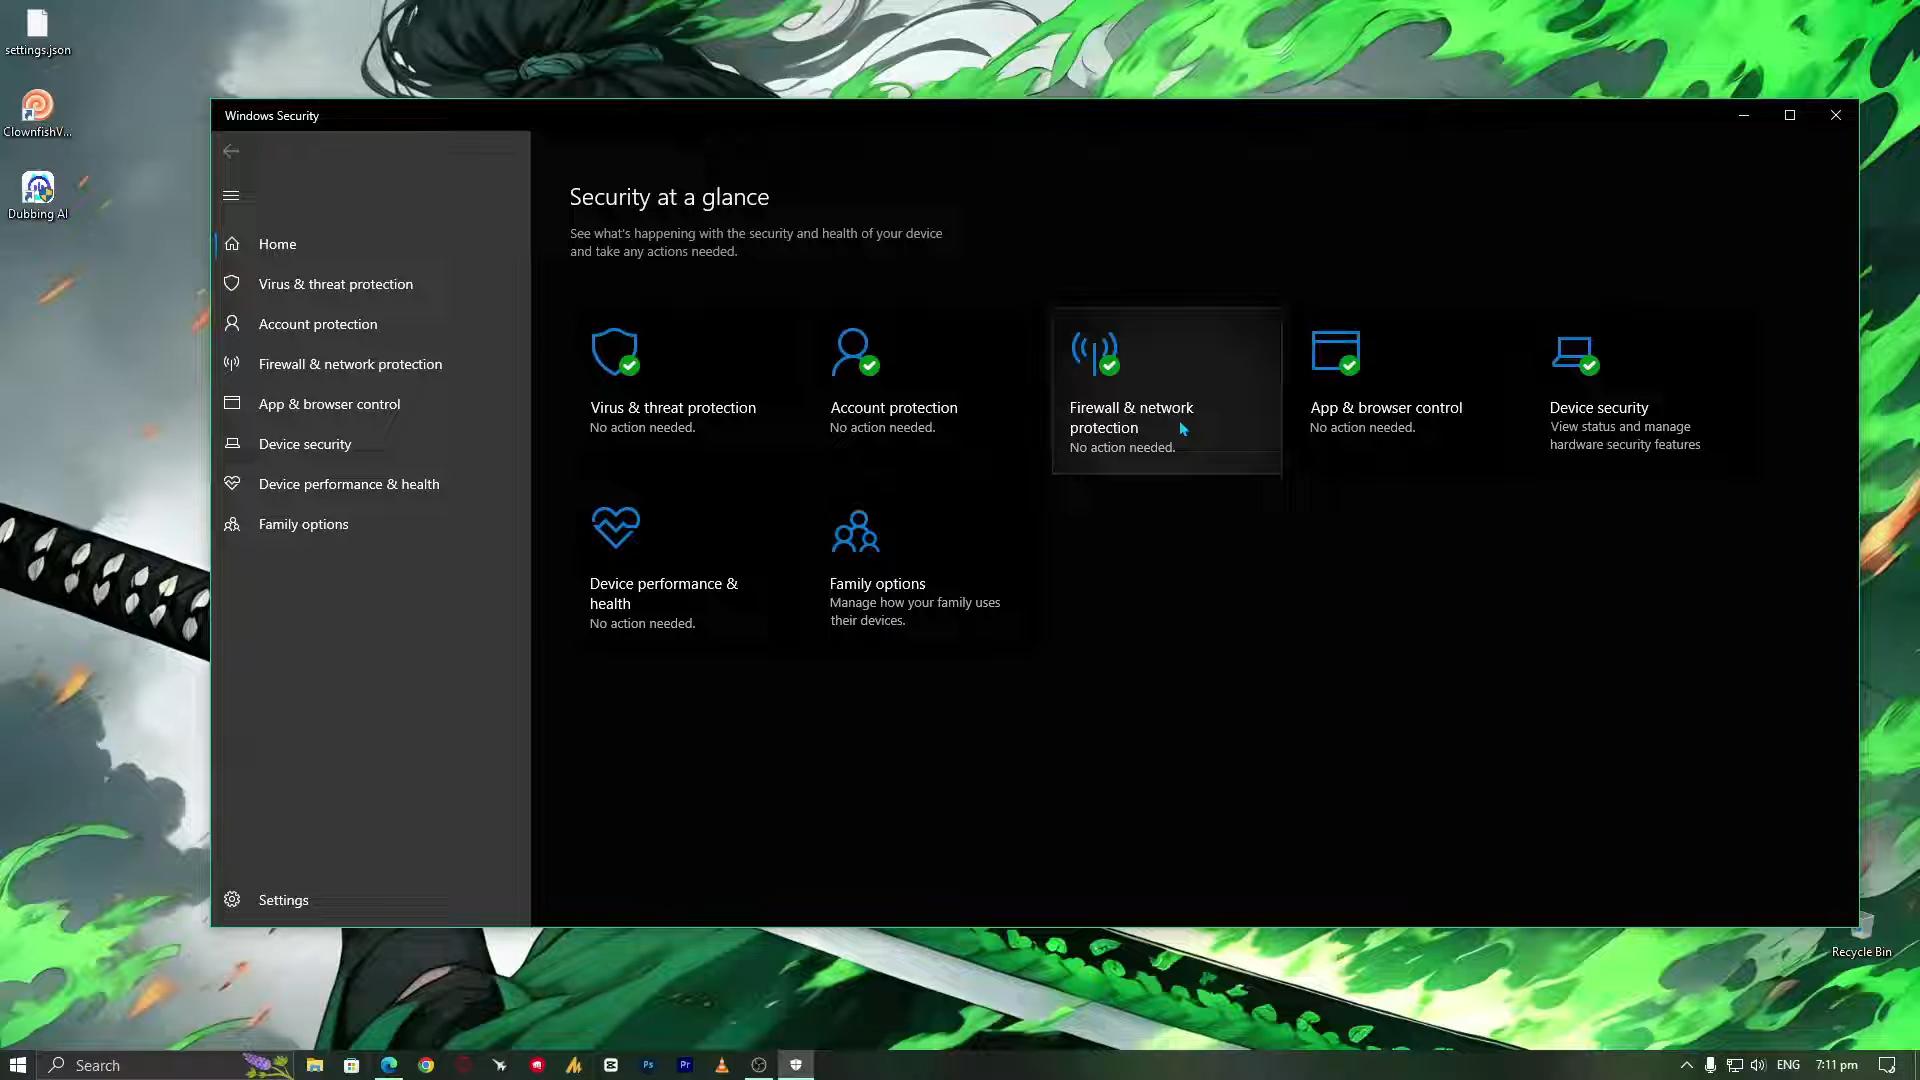 settings.json
ClownfishV...
Dubbing AI
Windows Security
Home
Virus & threat protection
Account protection
Firewall & network protection
App & browser control
Device security
Device performance & health
Family options
Settings
Security at a glance
See what's happening with the security and health of your device
and take any actions needed.
Virus & threat protection
No action needed.
Account protection
No action needed.
Firewall & network
protection
No action needed.
App & browser control
No action needed.
Device security
View status and manage
hardware security features
Device performance &
health
No action needed.
Family options
Manage how your family uses
their devices.
Recycle Bin
Search
Ps
Pr
ENG
7:11 pm